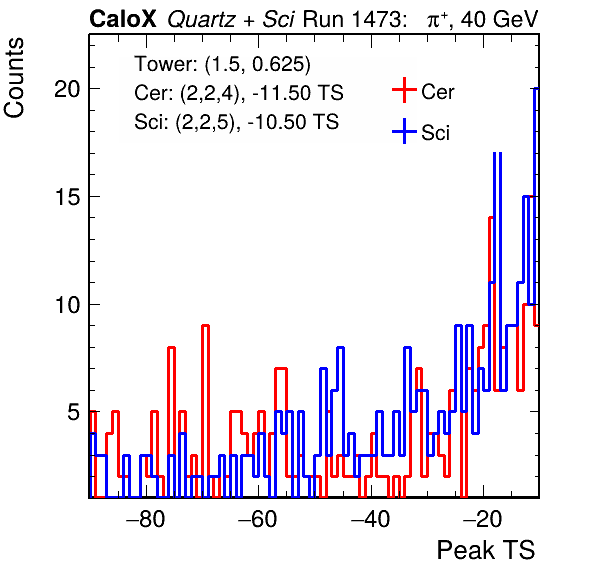 CaloX Quartz + Sci Run 1473: π⁺, 40 GeV
Counts
Tower: (1.5, 0.625)
Cer: (2,2,4), -11.50 TS
Sci: (2,2,5), -10.50 TS
Cer
Sci
20
15
10
5
−80 −60 −40 −20
Peak TS